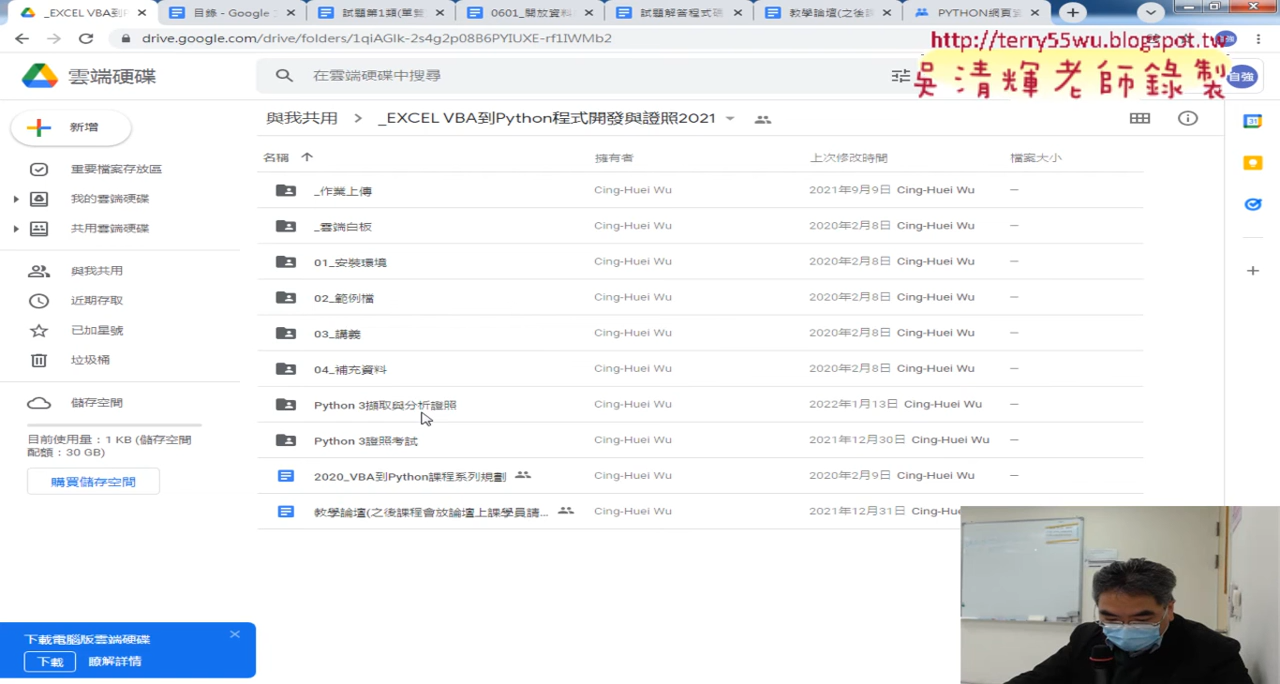 _EXCEL VBA到P
目錄 - Google
試題第1類(單
0601_開放資料
試題解答程式碼
教學論壇(之後
PYTHON網頁
drive.google.com/drive/folders/1qiAGlk-2s4g2p08B6PYIUXE-rf1IWMb2
http://terry55wu.blogspot.tw
吳清輝老師錄製
雲端硬碟
在雲端硬碟中搜尋
自強
新增
與我共用 > _EXCEL VBA到Python程式開發與證照2021
重要檔案存放區
我的雲端硬碟
共用雲端硬碟
與我共用
近期存取
已加星號
垃圾桶
儲存空間
目前使用量：1 KB (儲存空間
配額：30 GB)
購買儲存空間
名稱 擁有者 上次修改時間 檔案大小
_作業上傳 Cing-Huei Wu 2021年9月9日 Cing-Huei Wu —
_雲端白板 Cing-Huei Wu 2020年2月8日 Cing-Huei Wu —
01_安裝環境 Cing-Huei Wu 2020年2月8日 Cing-Huei Wu —
02_範例檔 Cing-Huei Wu 2020年2月8日 Cing-Huei Wu —
03_講義 Cing-Huei Wu 2020年2月8日 Cing-Huei Wu —
04_補充資料 Cing-Huei Wu 2020年2月8日 Cing-Huei Wu —
Python 3擷取與分析證照 Cing-Huei Wu 2022年1月13日 Cing-Huei Wu —
Python 3證照考試 Cing-Huei Wu 2021年12月30日 Cing-Huei Wu —
2020_VBA到Python課程系列規劃 Cing-Huei Wu 2020年2月9日 Cing-Huei Wu —
教學論壇(之後課程會放論壇上課學員請... Cing-Huei Wu 2021年12月31日 Cing-Hu
下載電腦版雲端硬碟
下載 瞭解詳情